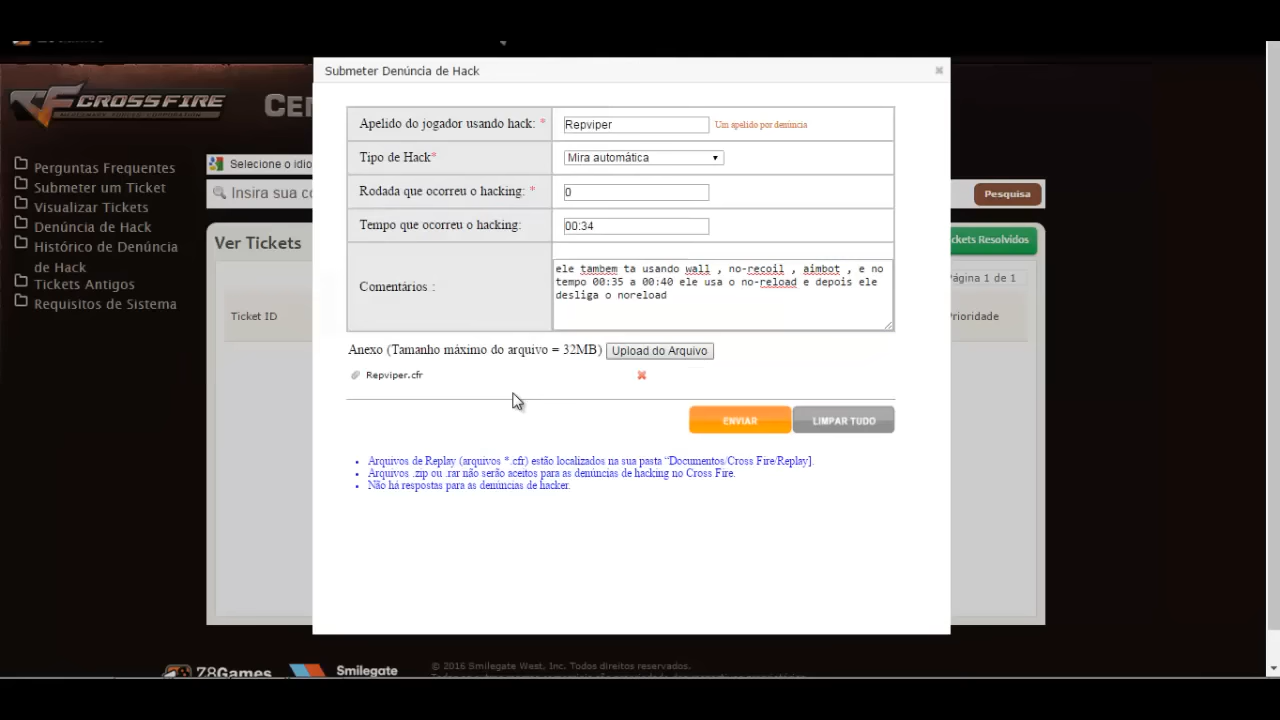 Submeter Denúncia de Hack
CROSSFIRE
CE
Apelido do jogador usando hack: *
Repviper
Um apelido por denúncia
Tipo de Hack*
Mira automática
Rodada que ocorreu o hacking: *
0
Tempo que ocorreu o hacking:
00:34
Comentários :
ele tambem ta usando wall , no-recoil , aimbot , e no
tempo 00:35 a 00:40 ele usa o no-reload e depois ele
desliga o noreload
Anexo (Tamanho máximo do arquivo = 32MB)
Upload do Arquivo
Repviper.cfr
ENVIAR
LIMPAR TUDO
Arquivos de Replay (arquivos *.cfr) estão localizados na sua pasta “Documentos/Cross Fire/Replay].
Arquivos .zip ou .rar não serão aceitos para as denúncias de hacking no Cross Fire.
Não há respostas para as denúncias de hacker.
Perguntas Frequentes
Submeter um Ticket
Visualizar Tickets
Denúncia de Hack
Histórico de Denúncia
de Hack
Tickets Antigos
Requisitos de Sistema
Selecione o idio
Insira sua co
Pesquisa
Ver Tickets
ckets Resolvidos
ágina 1 de 1
Ticket ID
Prioridade
Z8Games
Smilegate
© 2016 Smilegate West, Inc. Todos direitos reservados.